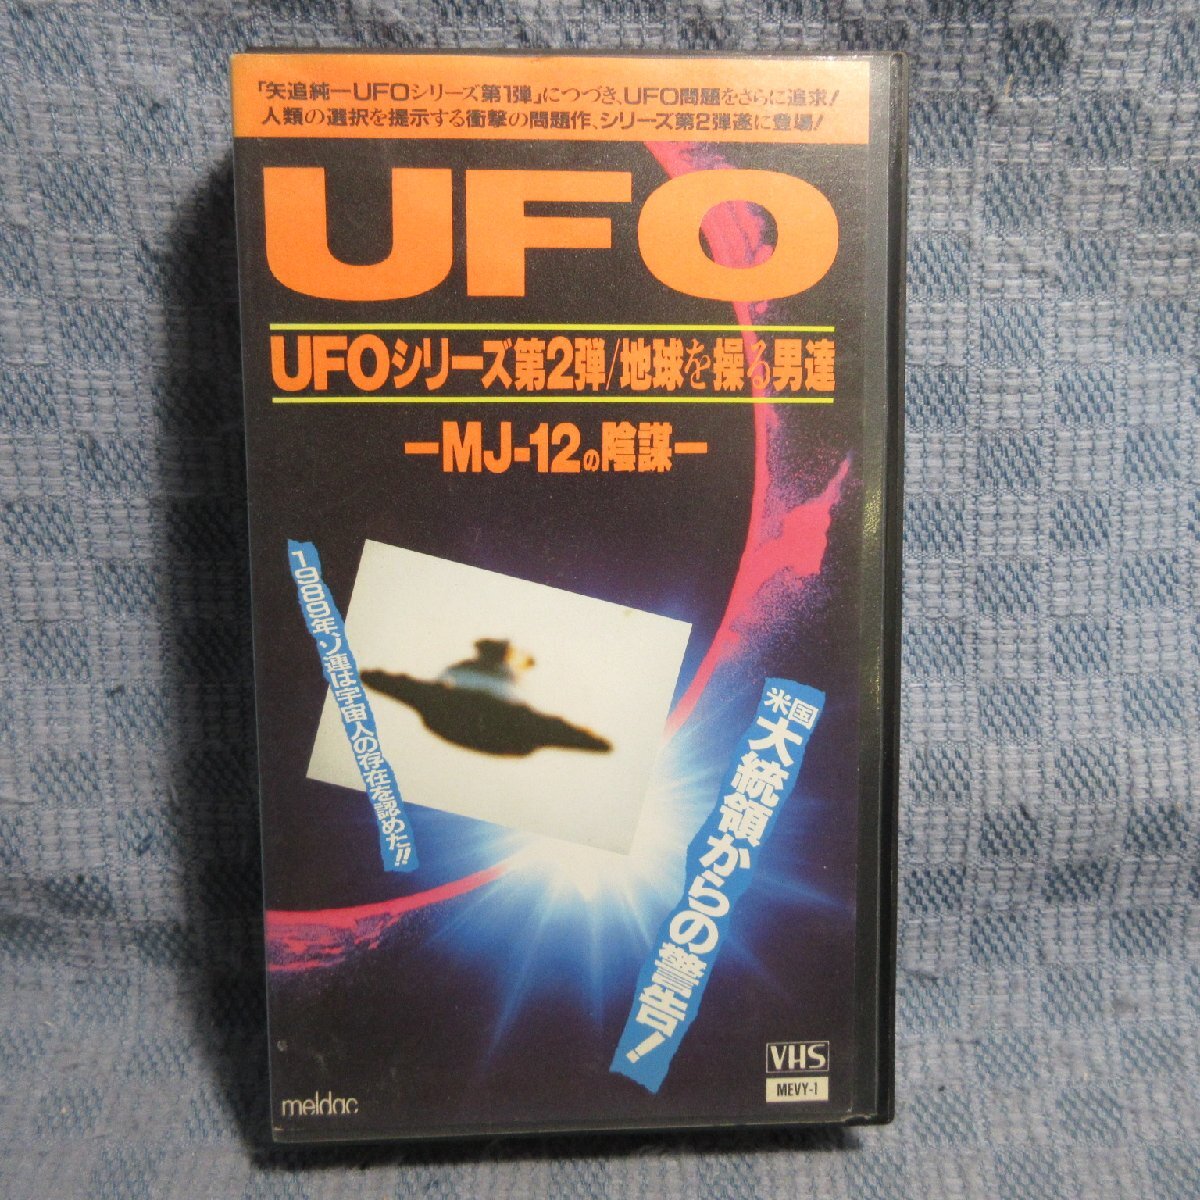 「矢追純一UFOシリーズ第1弾」につづき、UFO問題をさらに追求!
人類の選択を提示する衝撃の問題作、シリーズ第2弾遂に登場!
UFO
UFOシリーズ第2弾/地球を操る男達
—MJ-12の陰謀—
1989年、ソ連は宇宙人の存在を認めた!!
米国大統領からの警告!
VHS
MEVY-1
meldac